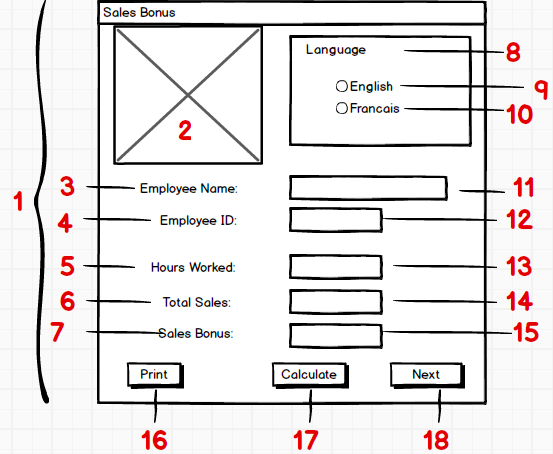 Sales Bonus
Language
8
English
9
Francais
10
2
1
3
Employee Name:
11
4
Employee ID:
12
5
Hours Worked:
13
6
Total Sales:
14
7
Sales Bonus:
15
Print
Calculate
Next
16
17
18